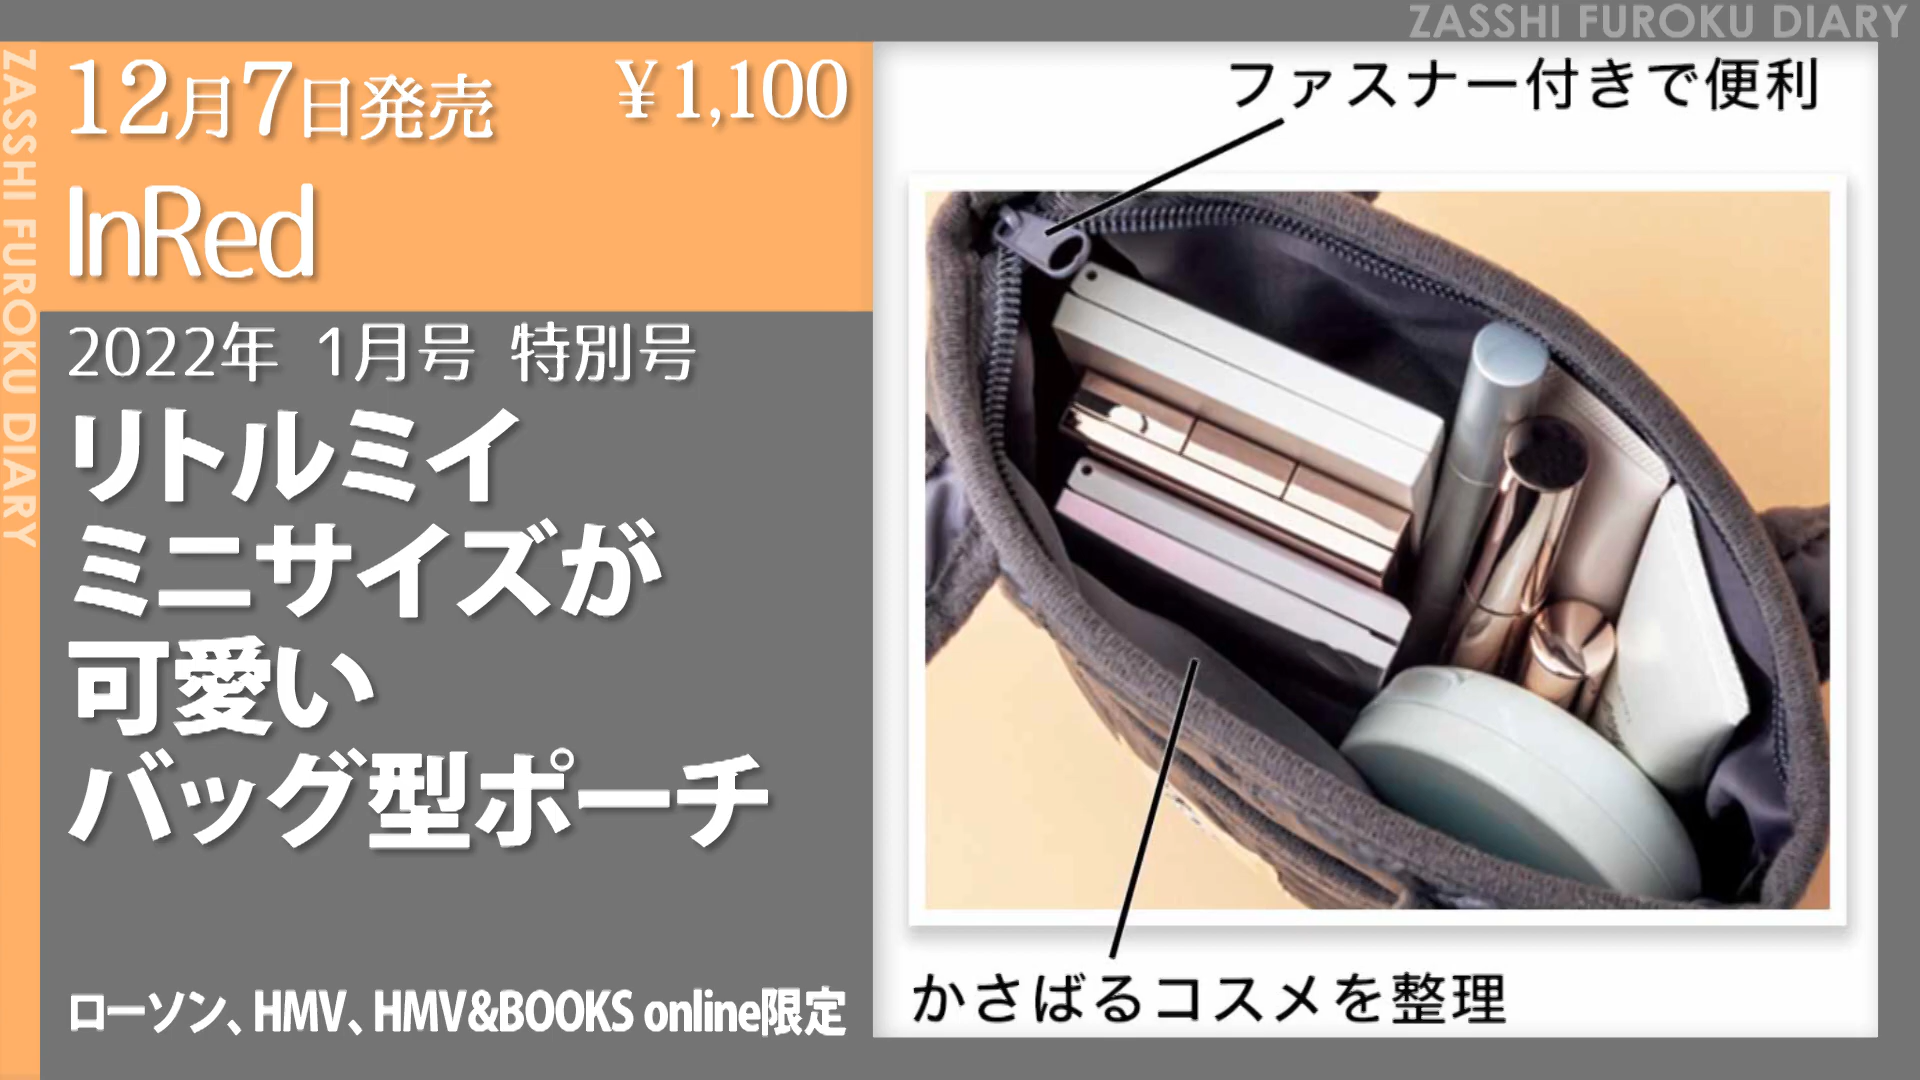 ZASSHI FUROKU DIARY
ZASSHI FUROKU DIARY
12月7日発売
¥1,100
InRed
2022年 1月号 特別号
リトルミイ
ミニサイズが
可愛い
バッグ型ポーチ
ローソン、HMV、HMV&BOOKS online限定
ファスナー付きで便利
かさばるコスメを整理